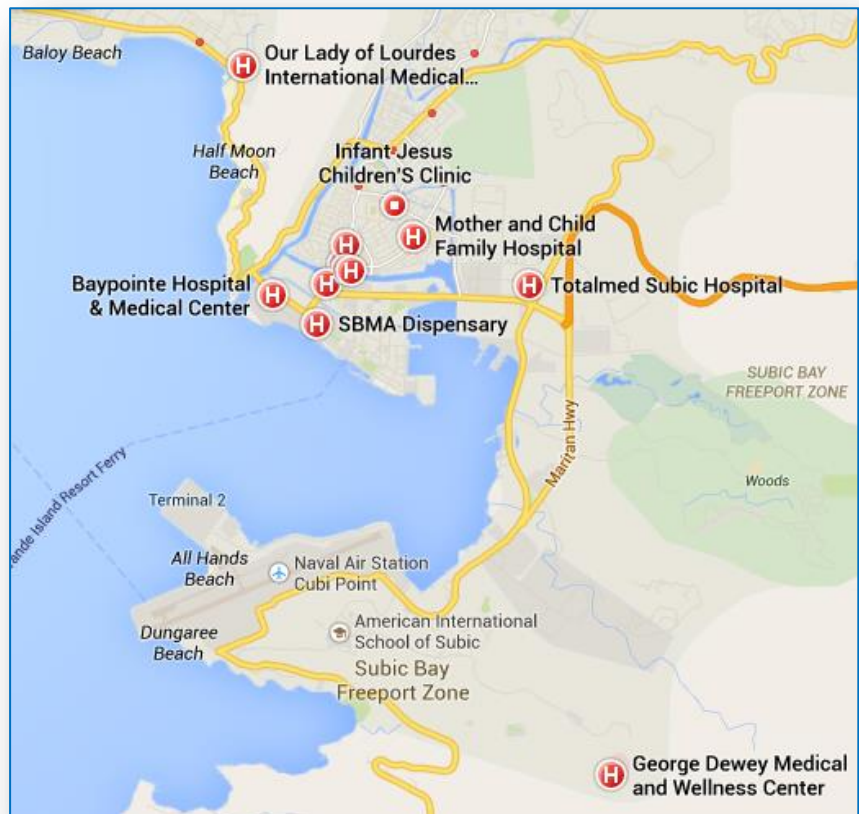 Baloy Beach
Our Lady of Lourdes
International Medical...
Half Moon
Beach
Infant Jesus
Children'S Clinic
Mother and Child
Family Hospital
Baypointe Hospital
& Medical Center
Totalmed Subic Hospital
SBMA Dispensary
SUBIC BAY
FREEPORT ZONE
Maritan Hwy
Woods
ande Island Resort Ferry
Terminal 2
All Hands
Beach
Naval Air Station
Cubi Point
Dungaree
Beach
American International
School of Subic
Subic Bay
Freeport Zone
George Dewey Medical
and Wellness Center
H
H
H
H
H
H
H
H
H
H